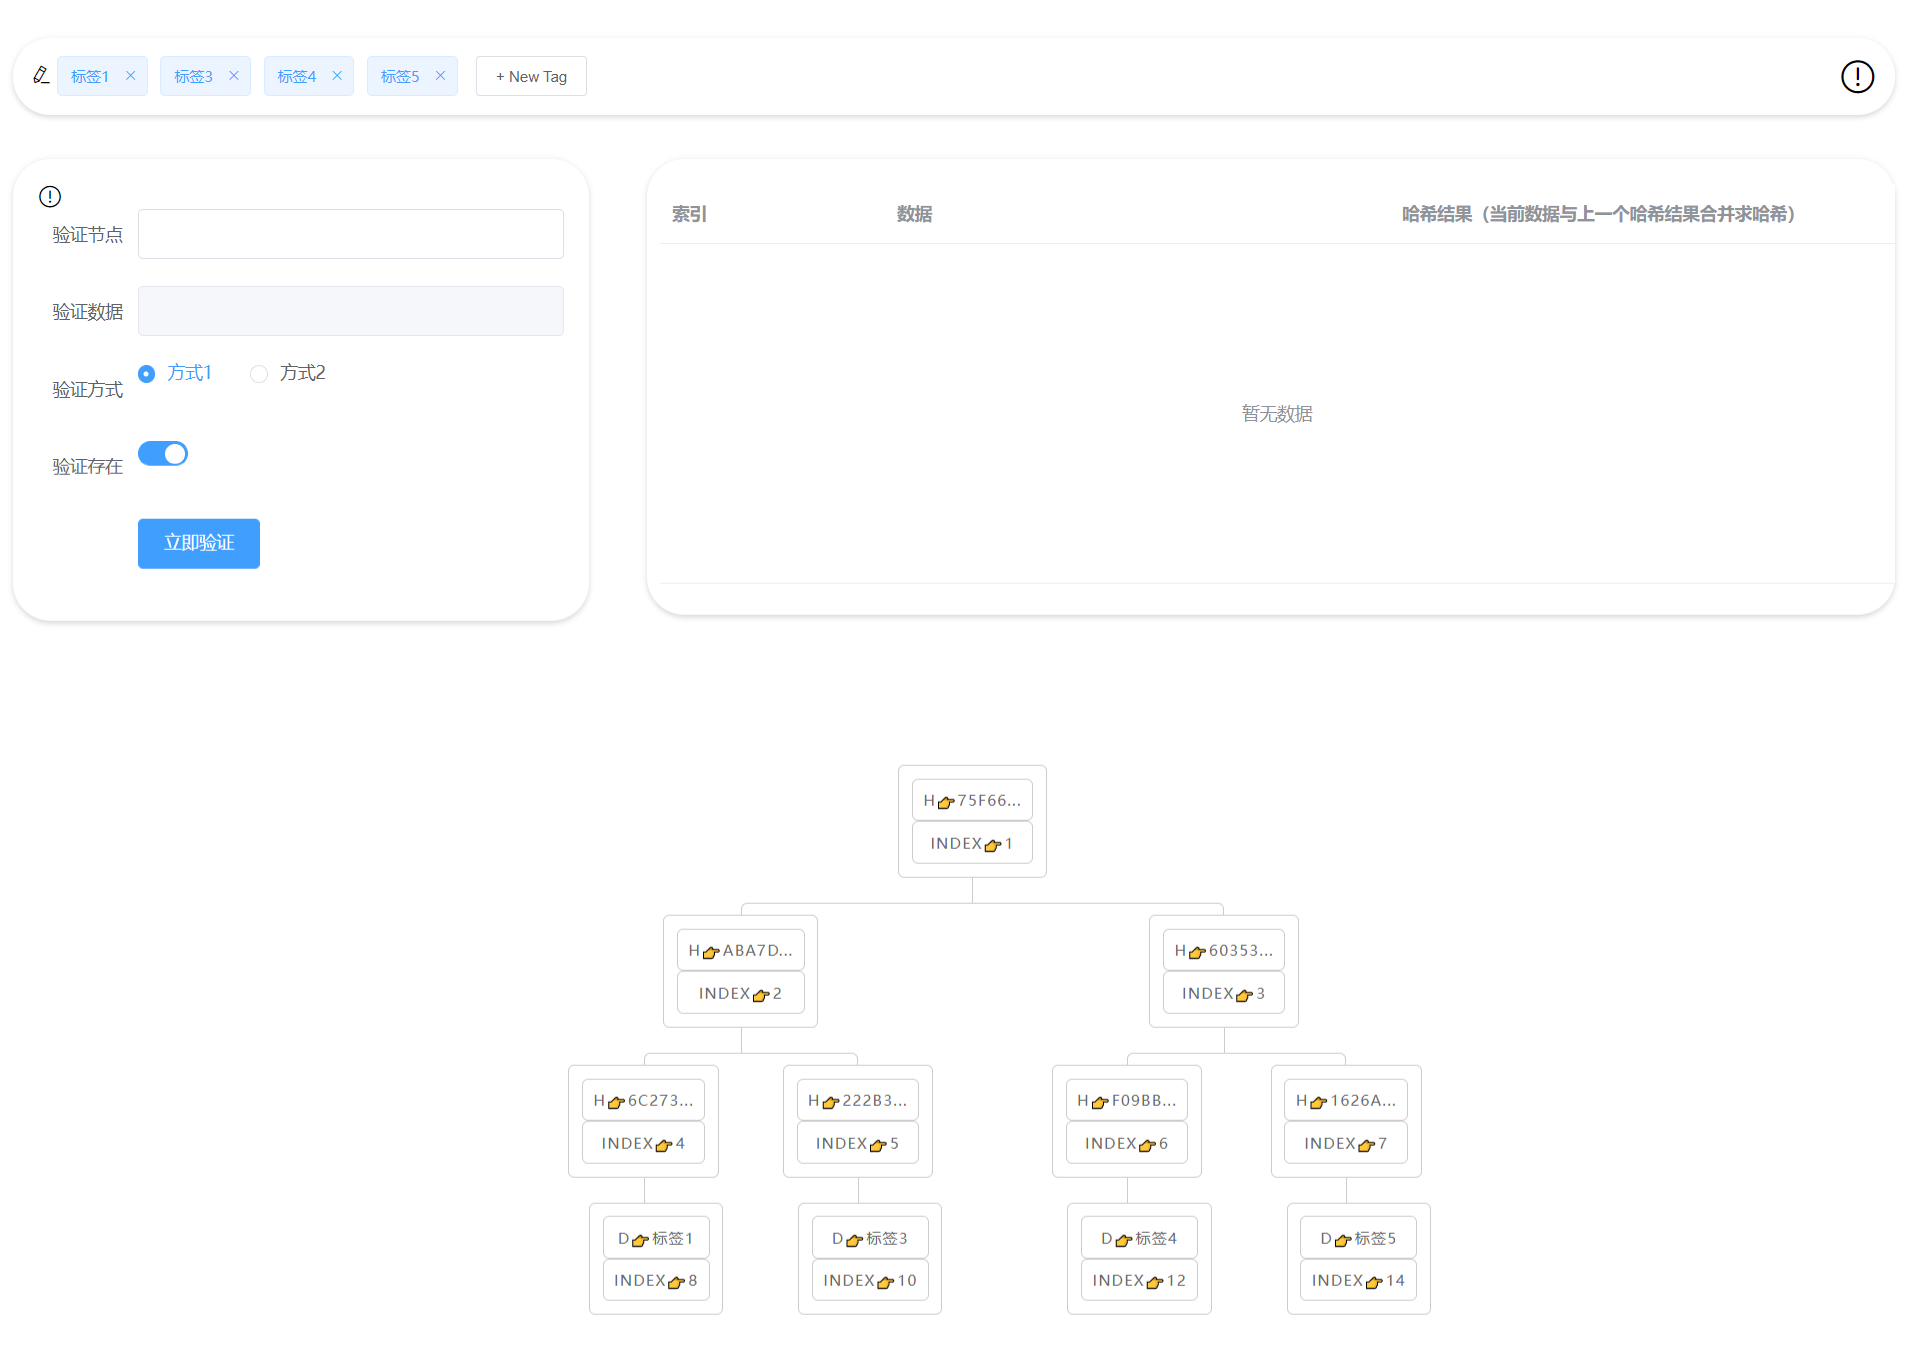 标签1 标签3 标签4 标签5 + New Tag
验证节点
验证数据
验证方式 方式1 方式2
验证存在
立即验证
索引 数据 哈希结果（当前数据与上一个哈希结果合并求哈希）
暂无数据
H👉75F66...
INDEX👉1
H👉ABA7D... H👉60353...
INDEX👉2 INDEX👉3
H👉6C273... H👉222B3... H👉F09BB... H👉1626A...
INDEX👉4 INDEX👉5 INDEX👉6 INDEX👉7
D👉标签1 D👉标签3 D👉标签4 D👉标签5
INDEX👉8 INDEX👉10 INDEX👉12 INDEX👉14